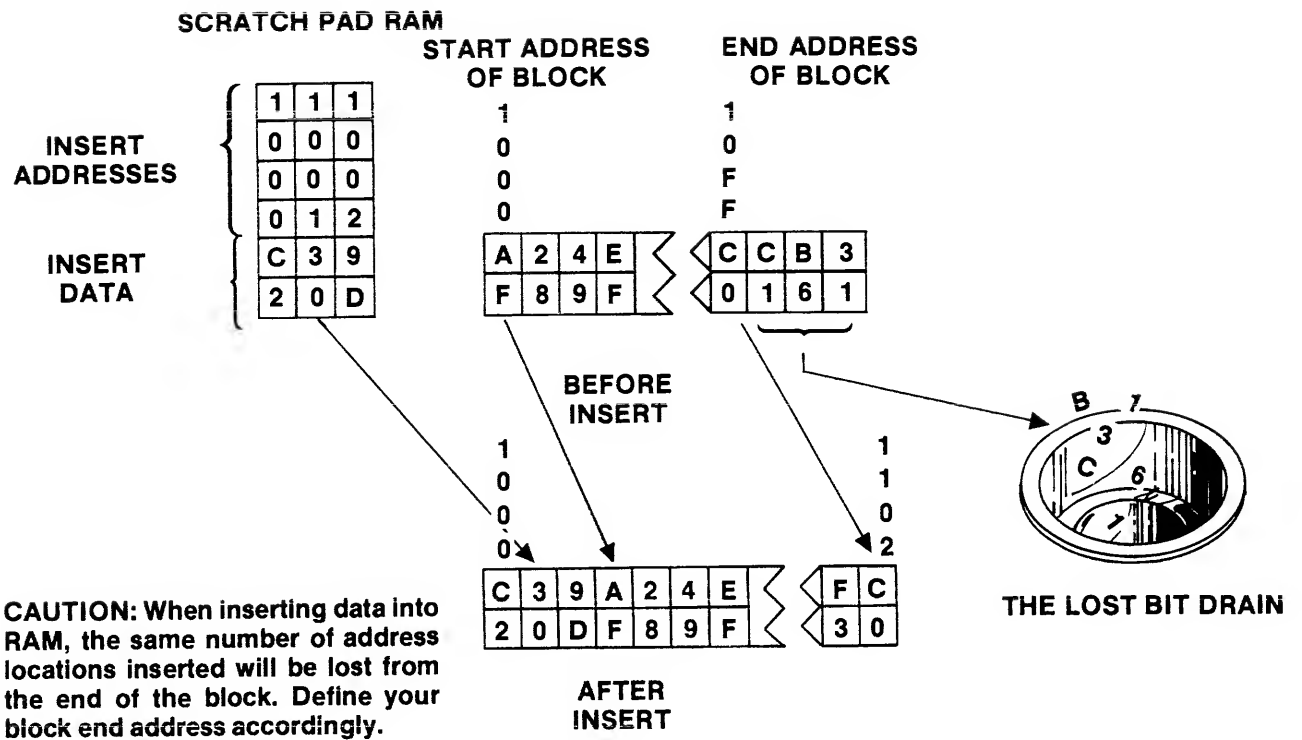 SCRATCH PAD RAM
START ADDRESS
OF BLOCK
END ADDRESS
OF BLOCK
INSERT
ADDRESSES
1 1 1
0 0 0
0 0 0
0 1 2
INSERT
DATA
C 3 9
2 0 D
1
0
0
0
A 2 4 E
F 8 9 F
1
0
F
F
C C B 3
0 1 6 1
BEFORE
INSERT
B 1
3
C 6
1
THE LOST BIT DRAIN
1
0
0
0
1
1
0
2
C 3 9 A 2 4 E F C
2 0 D F 8 9 F 3 0
AFTER
INSERT
CAUTION: When inserting data into
RAM, the same number of address
locations inserted will be lost from
the end of the block. Define your
block end address accordingly.